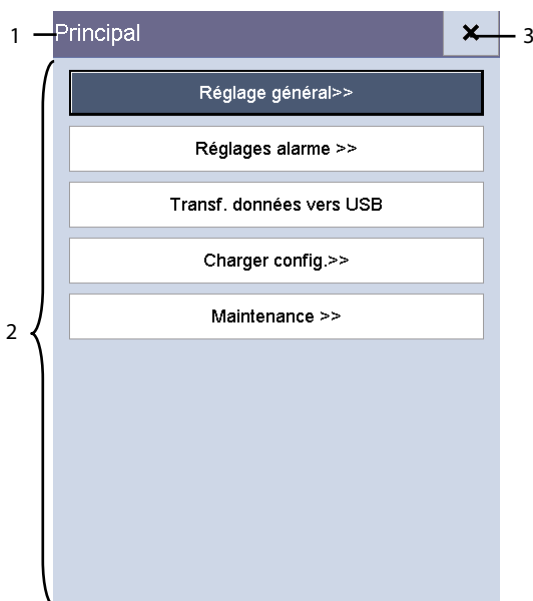 1 Principal × 3
Réglage général>>
Réglages alarme >>
Transf. données vers USB
Charger config.>>
Maintenance >>
2